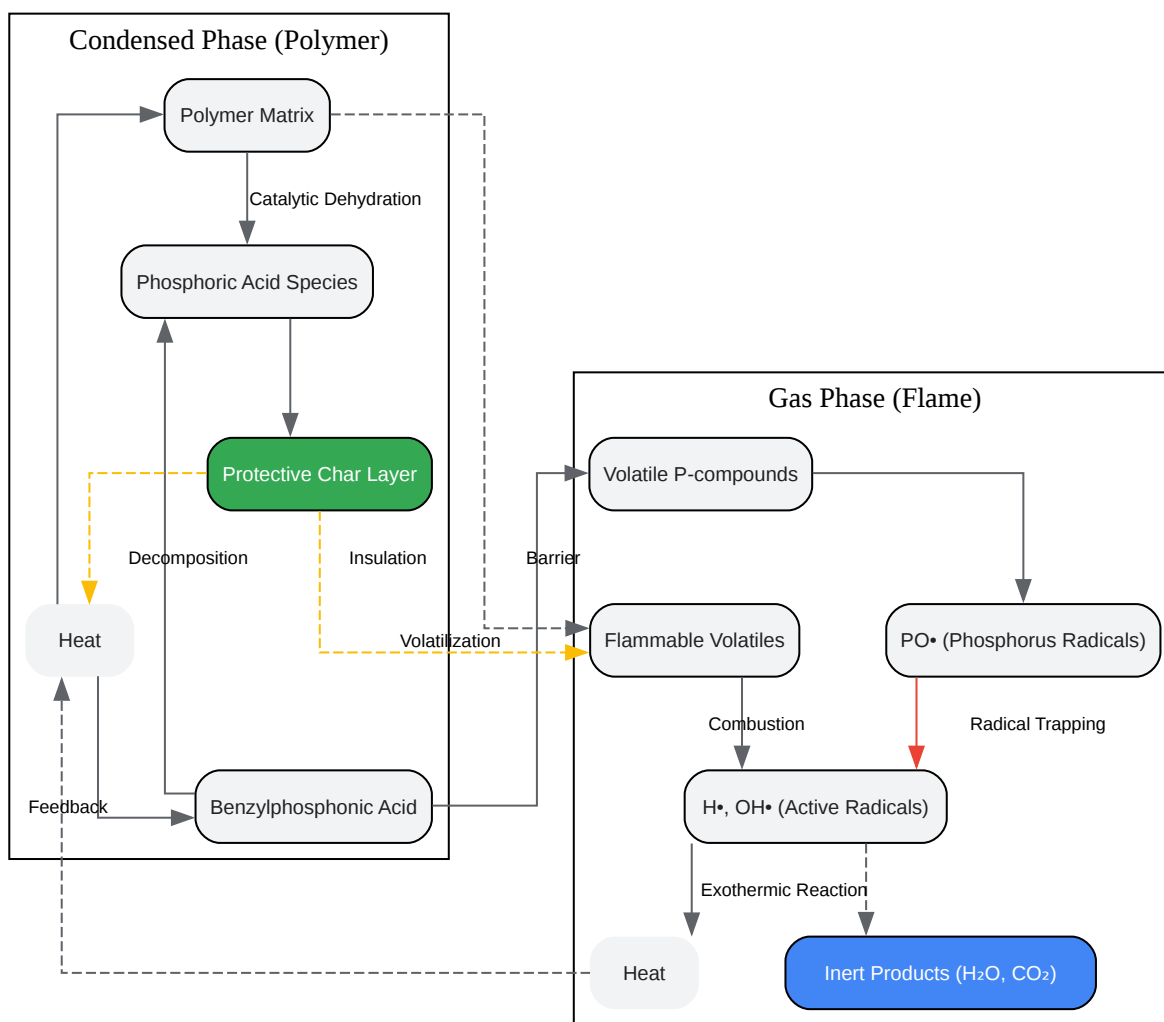 Condensed Phase (Polymer)
Polymer Matrix
Catalytic Dehydration
Phosphoric Acid Species
Gas Phase (Flame)
Protective Char Layer
Volatile P-compounds
Decomposition
Insulation
Barrier
Heat
Volatilization
Flammable Volatiles
PO• (Phosphorus Radicals)
Combustion
Radical Trapping
Feedback
Benzylphosphonic Acid
H•, OH• (Active Radicals)
Exothermic Reaction
Heat
Inert Products (H₂O, CO₂)